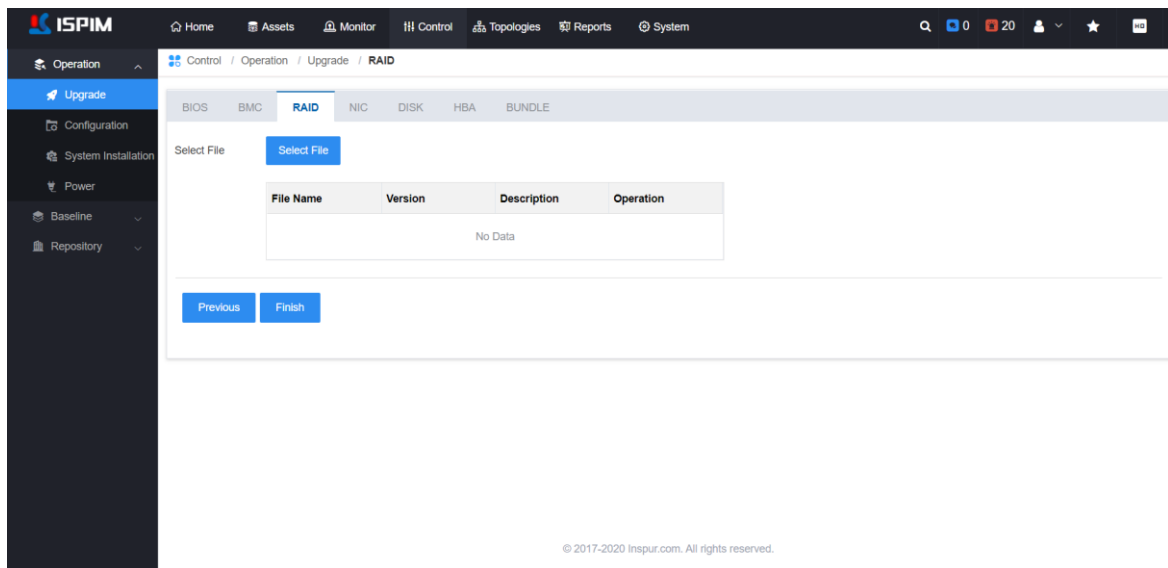 ISPIM Home Assets Monitor Control Topologies Reports System 0 20 HD
Operation
Upgrade
Configuration
System Installation
Power
Baseline
Repository
Control / Operation / Upgrade / RAID
BIOS BMC RAID NIC DISK HBA BUNDLE
Select File Select File
File Name Version Description Operation
No Data
Previous Finish
© 2017-2020 Inspur.com. All rights reserved.